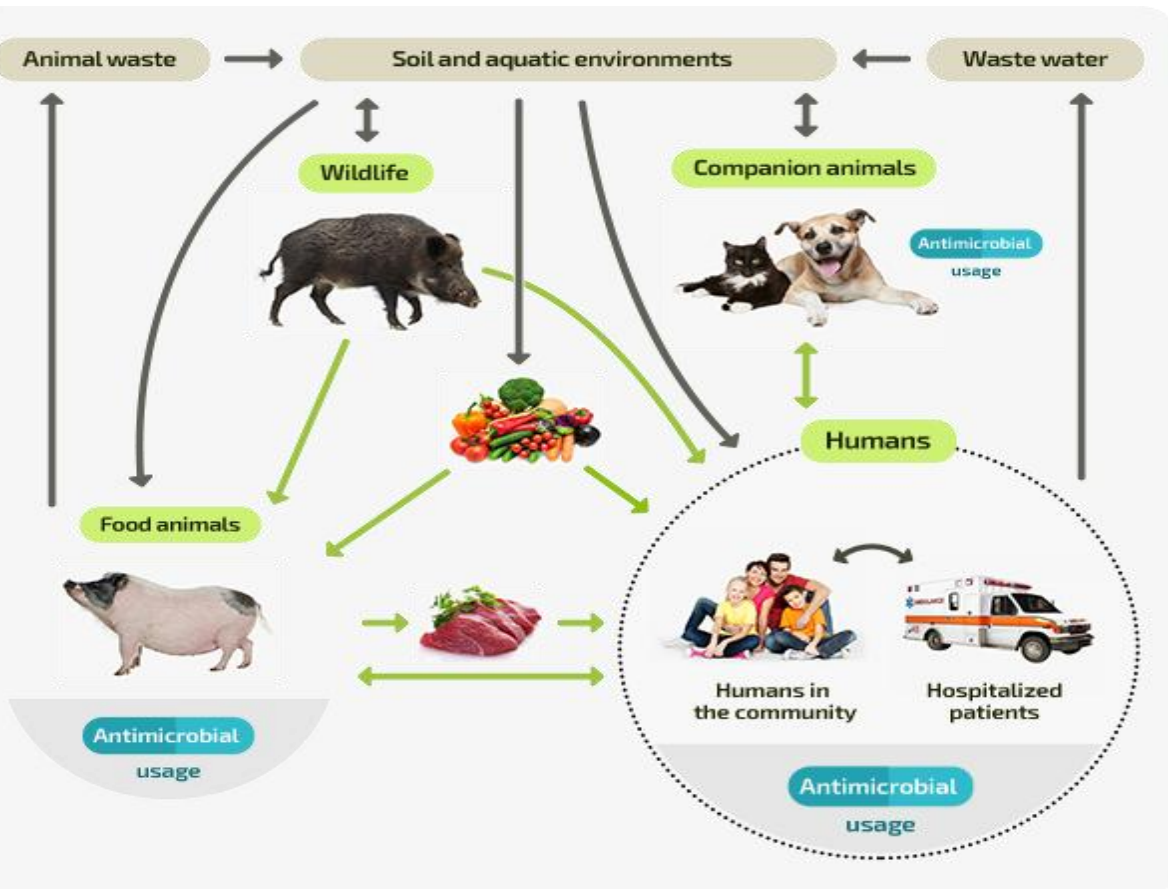 Animal waste
Soil and aquatic environments
Waste water
Wildlife
Companion animals
Antimicrobial
usage
Humans
Food animals
AMBULANCE
Humans in
the community
Hospitalized
patients
Antimicrobial
usage
Antimicrobial
usage